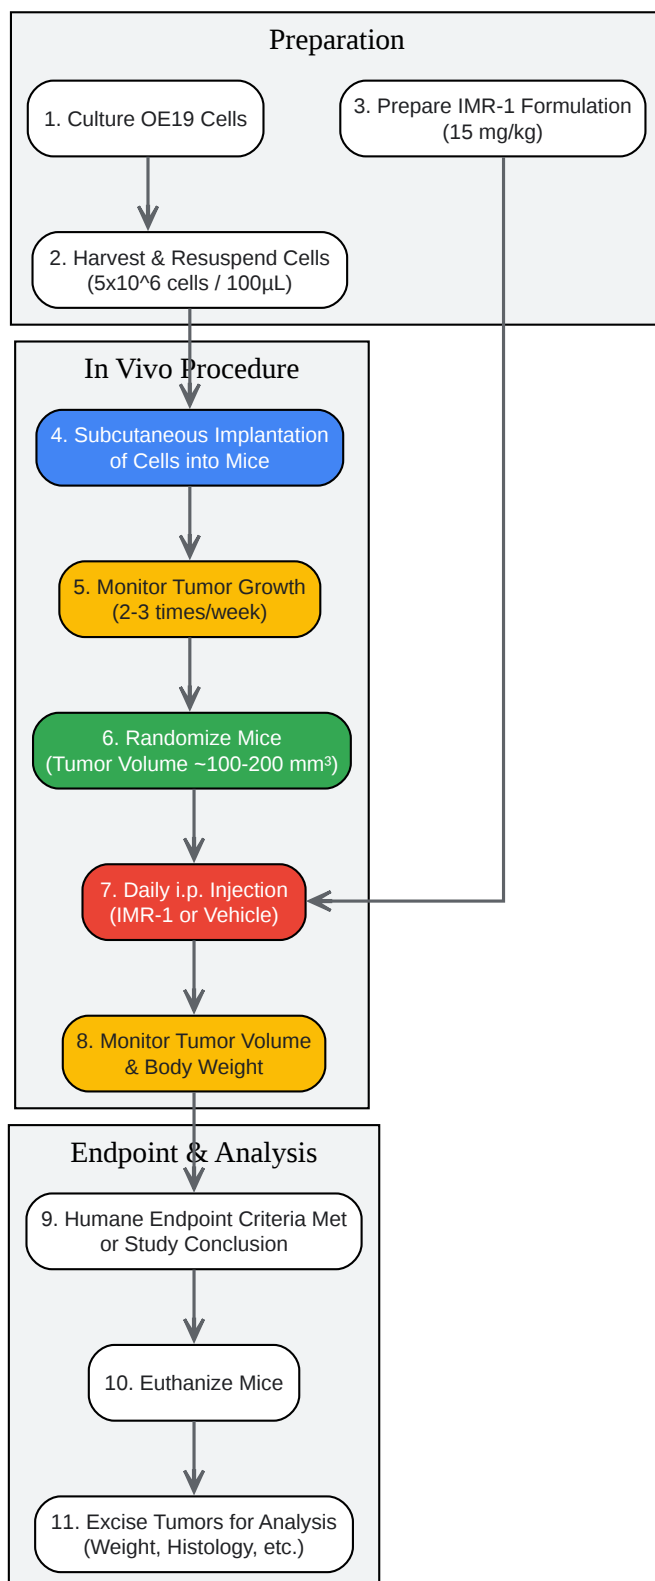 Preparation
1. Culture OE19 Cells
3. Prepare IMR-1 Formulation
(15 mg/kg)
2. Harvest & Resuspend Cells
(5x10^6 cells / 100µL)
In Vivo Procedure
4. Subcutaneous Implantation
of Cells into Mice
5. Monitor Tumor Growth
(2-3 times/week)
6. Randomize Mice
(Tumor Volume ~100-200 mm³)
7. Daily i.p. Injection
(IMR-1 or Vehicle)
8. Monitor Tumor Volume
& Body Weight
Endpoint & Analysis
9. Humane Endpoint Criteria Met
or Study Conclusion
10. Euthanize Mice
11. Excise Tumors for Analysis
(Weight, Histology, etc.)